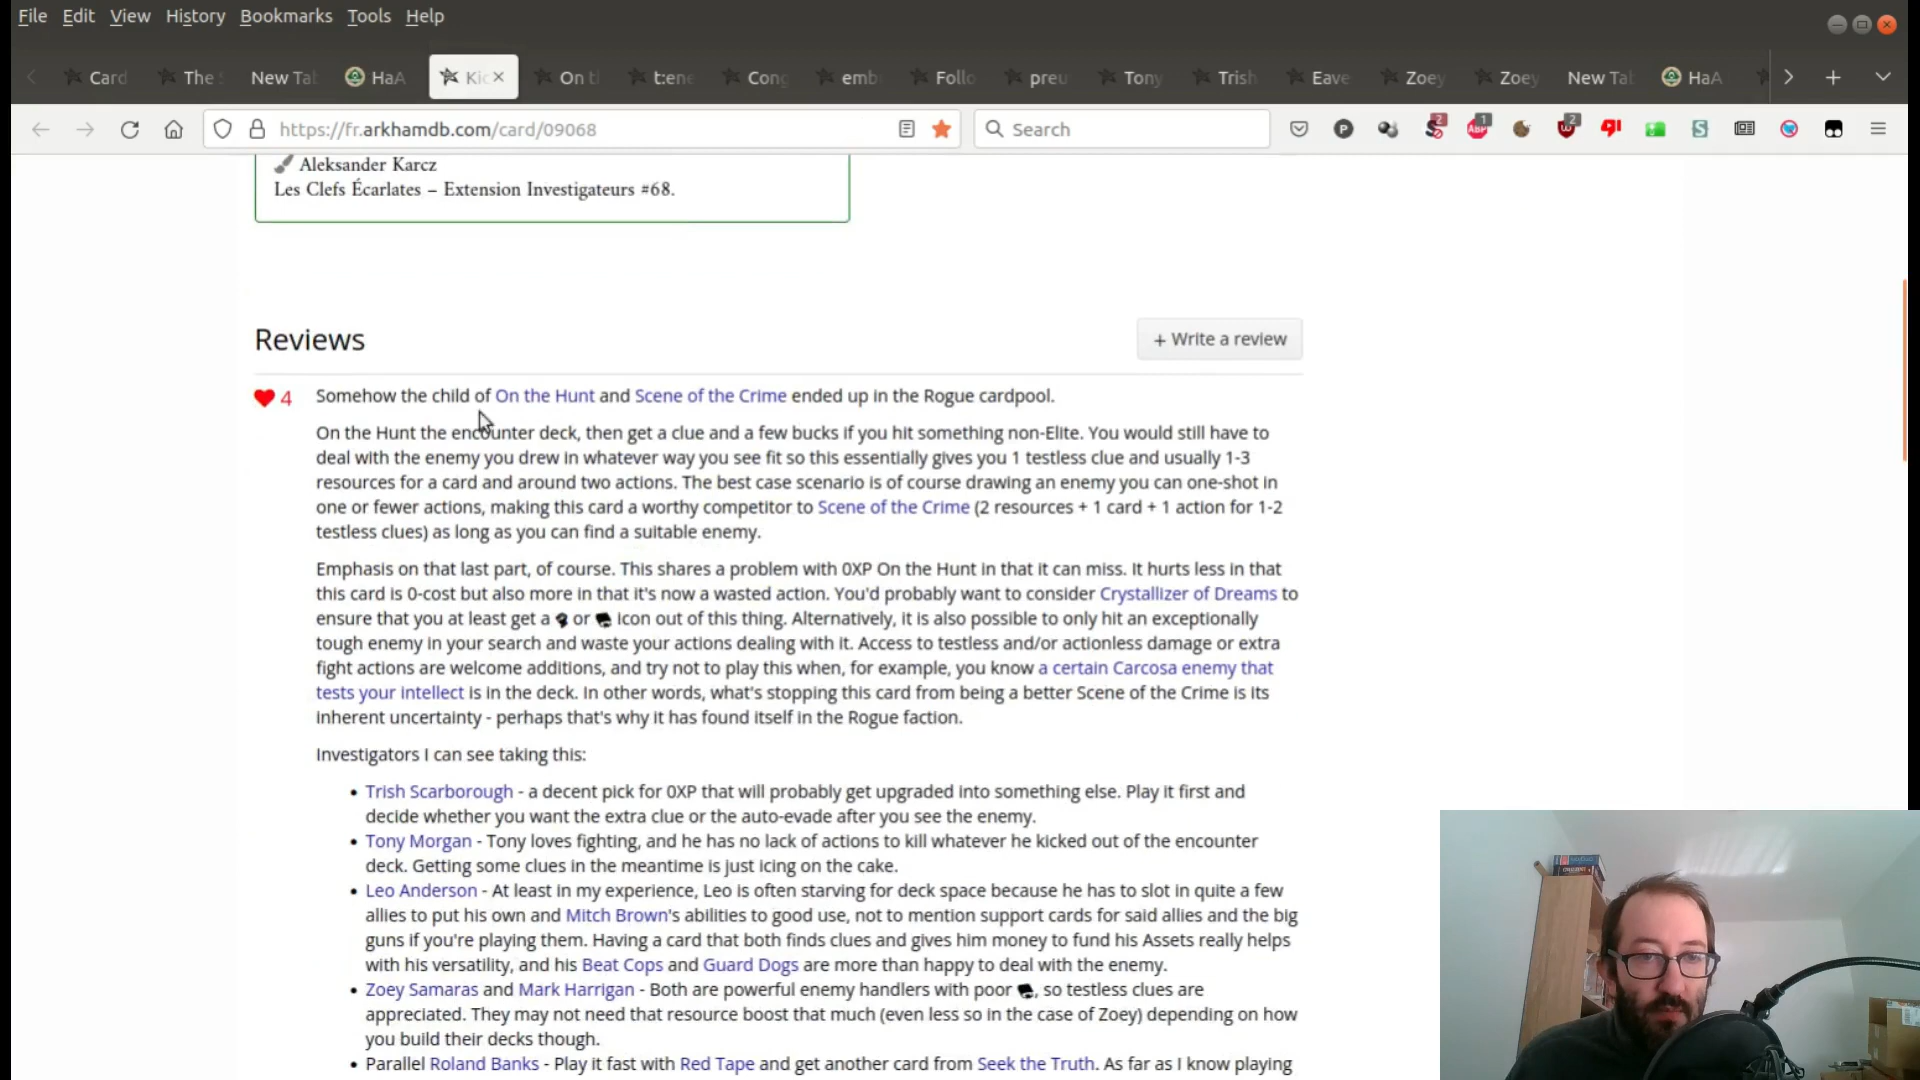 File Edit View History Bookmarks Tools Help
Card The New Tal HaA Kic On t t:ene Cong emb Follo preu Tony Trish Eave Zoey Zoey New Tal HaA
https://fr.arkhamdb.com/card/09068 Search
Aleksander Karcz
Les Clefs Écarlates – Extension Investigateurs #68.
Reviews
+ Write a review
4 Somehow the child of On the Hunt and Scene of the Crime ended up in the Rogue cardpool.
On the Hunt the encounter deck, then get a clue and a few bucks if you hit something non-Elite. You would still have to
deal with the enemy you drew in whatever way you see fit so this essentially gives you 1 testless clue and usually 1-3
resources for a card and around two actions. The best case scenario is of course drawing an enemy you can one-shot in
one or fewer actions, making this card a worthy competitor to Scene of the Crime (2 resources + 1 card + 1 action for 1-2
testless clues) as long as you can find a suitable enemy.
Emphasis on that last part, of course. This shares a problem with 0XP On the Hunt in that it can miss. It hurts less in that
this card is 0-cost but also more in that it's now a wasted action. You'd probably want to consider Crystallizer of Dreams to
ensure that you at least get a or icon out of this thing. Alternatively, it is also possible to only hit an exceptionally
tough enemy in your search and waste your actions dealing with it. Access to testless and/or actionless damage or extra
fight actions are welcome additions, and try not to play this when, for example, you know a certain Carcosa enemy that
tests your intellect is in the deck. In other words, what's stopping this card from being a better Scene of the Crime is its
inherent uncertainty - perhaps that's why it has found itself in the Rogue faction.
Investigators I can see taking this:
• Trish Scarborough - a decent pick for 0XP that will probably get upgraded into something else. Play it first and
decide whether you want the extra clue or the auto-evade after you see the enemy.
• Tony Morgan - Tony loves fighting, and he has no lack of actions to kill whatever he kicked out of the encounter
deck. Getting some clues in the meantime is just icing on the cake.
• Leo Anderson - At least in my experience, Leo is often starving for deck space because he has to slot in quite a few
allies to put his own and Mitch Brown's abilities to good use, not to mention support cards for said allies and the big
guns if you're playing them. Having a card that both finds clues and gives him money to fund his Assets really helps
with his versatility, and his Beat Cops and Guard Dogs are more than happy to deal with the enemy.
• Zoey Samaras and Mark Harrigan - Both are powerful enemy handlers with poor , so testless clues are
appreciated. They may not need that resource boost that much (even less so in the case of Zoey) depending on how
you build their decks though.
• Parallel Roland Banks - Play it fast with Red Tape and get another card from Seek the Truth. As far as I know playing